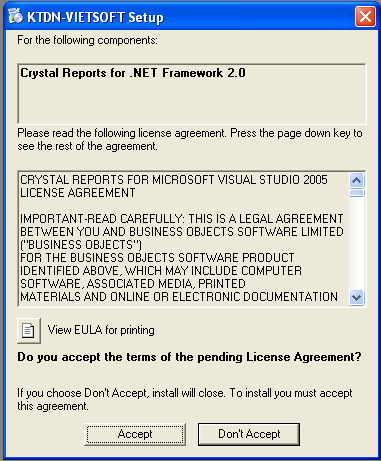 KTDN-VIETSOFT Setup
For the following components:
Crystal Reports for .NET Framework 2.0
Please read the following license agreement. Press the page down key to
see the rest of the agreement.
CRYSTAL REPORTS FOR MICROSOFT VISUAL STUDIO 2005
LICENSE AGREEMENT
IMPORTANT-READ CAREFULLY: THIS IS A LEGAL AGREEMENT
BETWEEN YOU AND BUSINESS OBJECTS SOFTWARE LIMITED
("BUSINESS OBJECTS")
FOR THE BUSINESS OBJECTS SOFTWARE PRODUCT
IDENTIFIED ABOVE, WHICH MAY INCLUDE COMPUTER
SOFTWARE, ASSOCIATED MEDIA, PRINTED
MATERIALS AND ONLINE OR ELECTRONIC DOCUMENTATION
View EULA for printing
Do you accept the terms of the pending License Agreement?
If you choose Don't Accept, install will close. To install you must accept
this agreement.
Accept
Don't Accept